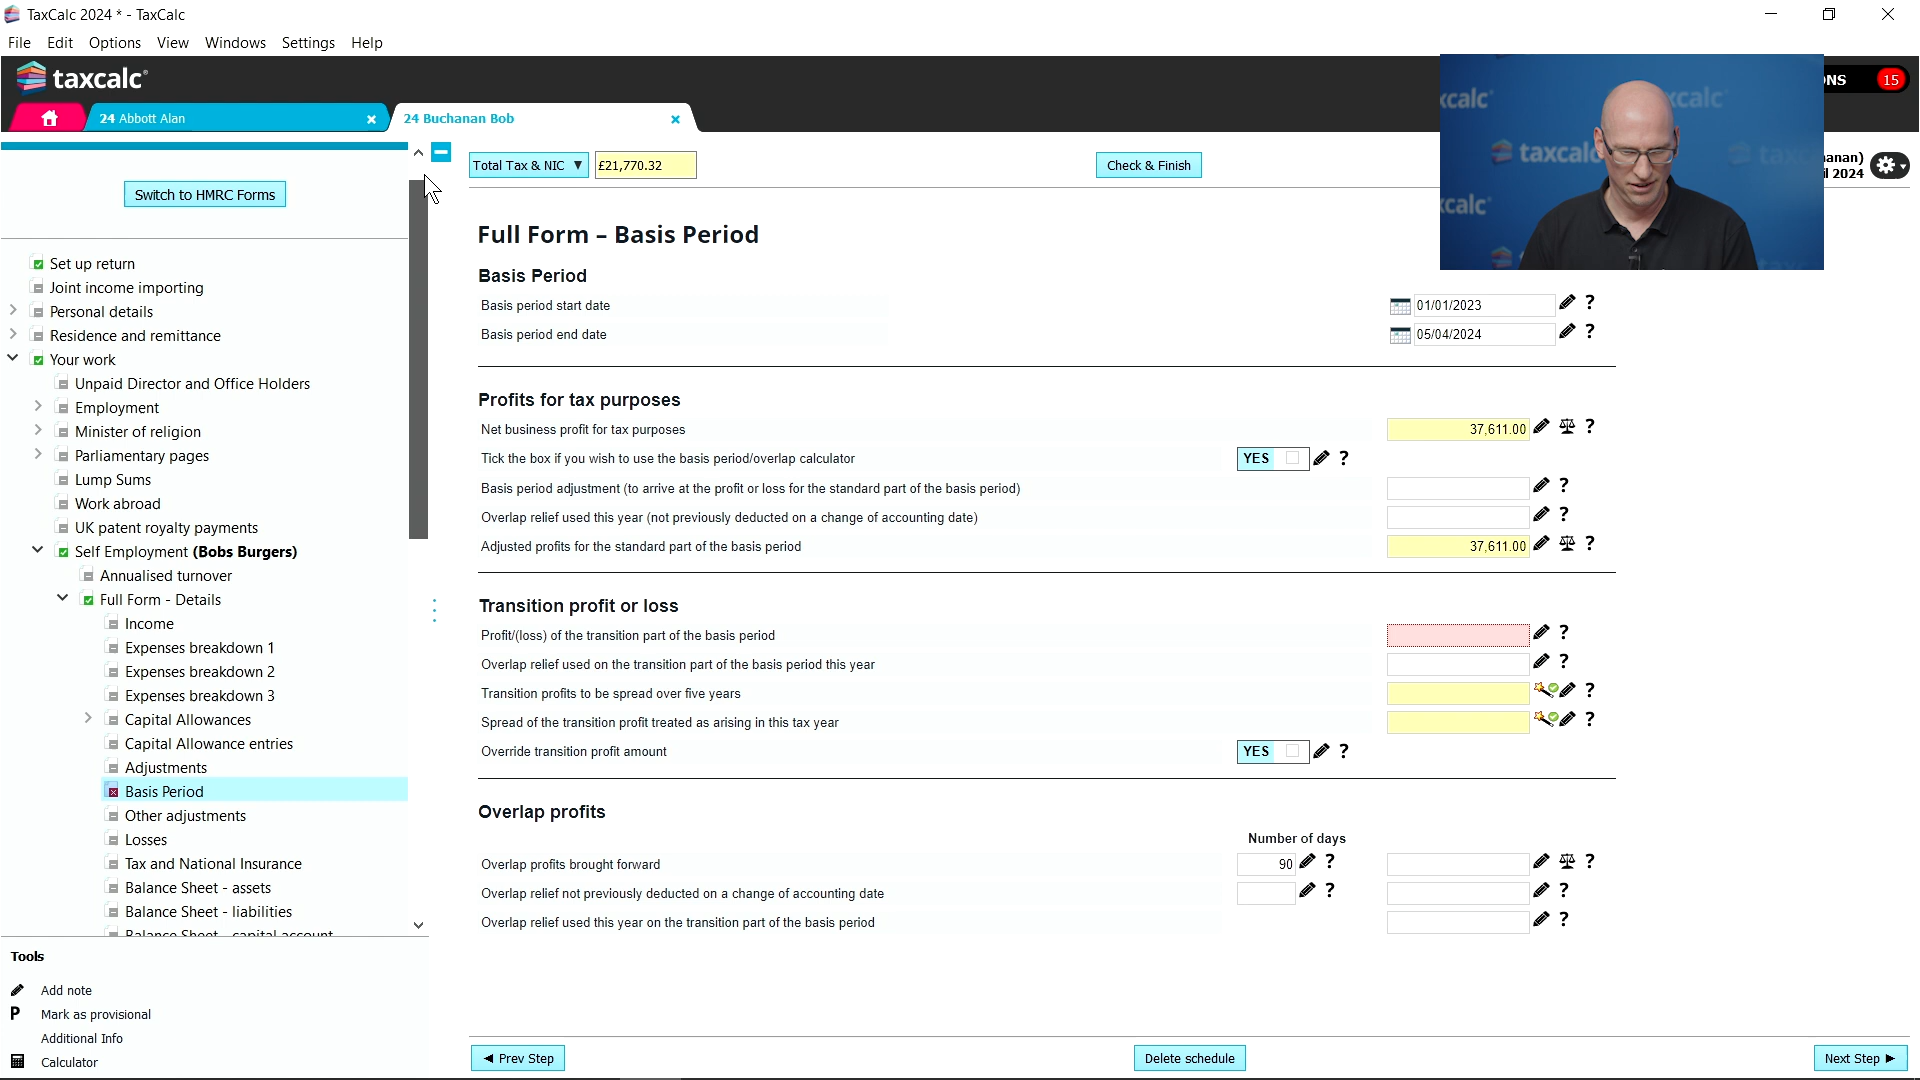 TaxCalc 2024 * - TaxCalc
File Edit Options View Windows Settings Help
taxcalc
NS 15
24 Abbott Alan
24 Buchanan Bob
Total Tax & NIC £21,770.32
Check & Finish
anan)
il 2024
Switch to HMRC Forms
Set up return
Joint income importing
Personal details
Residence and remittance
Your work
Unpaid Director and Office Holders
Employment
Minister of religion
Parliamentary pages
Lump Sums
Work abroad
UK patent royalty payments
Self Employment (Bobs Burgers)
Annualised turnover
Full Form - Details
Income
Expenses breakdown 1
Expenses breakdown 2
Expenses breakdown 3
Capital Allowances
Capital Allowance entries
Adjustments
Basis Period
Other adjustments
Losses
Tax and National Insurance
Balance Sheet - assets
Balance Sheet - liabilities
Balance Sheet - capital account
Tools
Add note
P Mark as provisional
Additional Info
Calculator
Full Form – Basis Period
Basis Period
Basis period start date 01/01/2023 ?
Basis period end date 05/04/2024 ?
Profits for tax purposes
Net business profit for tax purposes 37,611.00 ?
Tick the box if you wish to use the basis period/overlap calculator YES ?
Basis period adjustment (to arrive at the profit or loss for the standard part of the basis period) ?
Overlap relief used this year (not previously deducted on a change of accounting date) ?
Adjusted profits for the standard part of the basis period 37,611.00 ?
Transition profit or loss
Profit/(loss) of the transition part of the basis period ?
Overlap relief used on the transition part of the basis period this year ?
Transition profits to be spread over five years ?
Spread of the transition profit treated as arising in this tax year ?
Override transition profit amount YES ?
Overlap profits
Number of days
Overlap profits brought forward 90 ? ?
Overlap relief not previously deducted on a change of accounting date ? ?
Overlap relief used this year on the transition part of the basis period ?
Prev Step
Delete schedule
Next Step